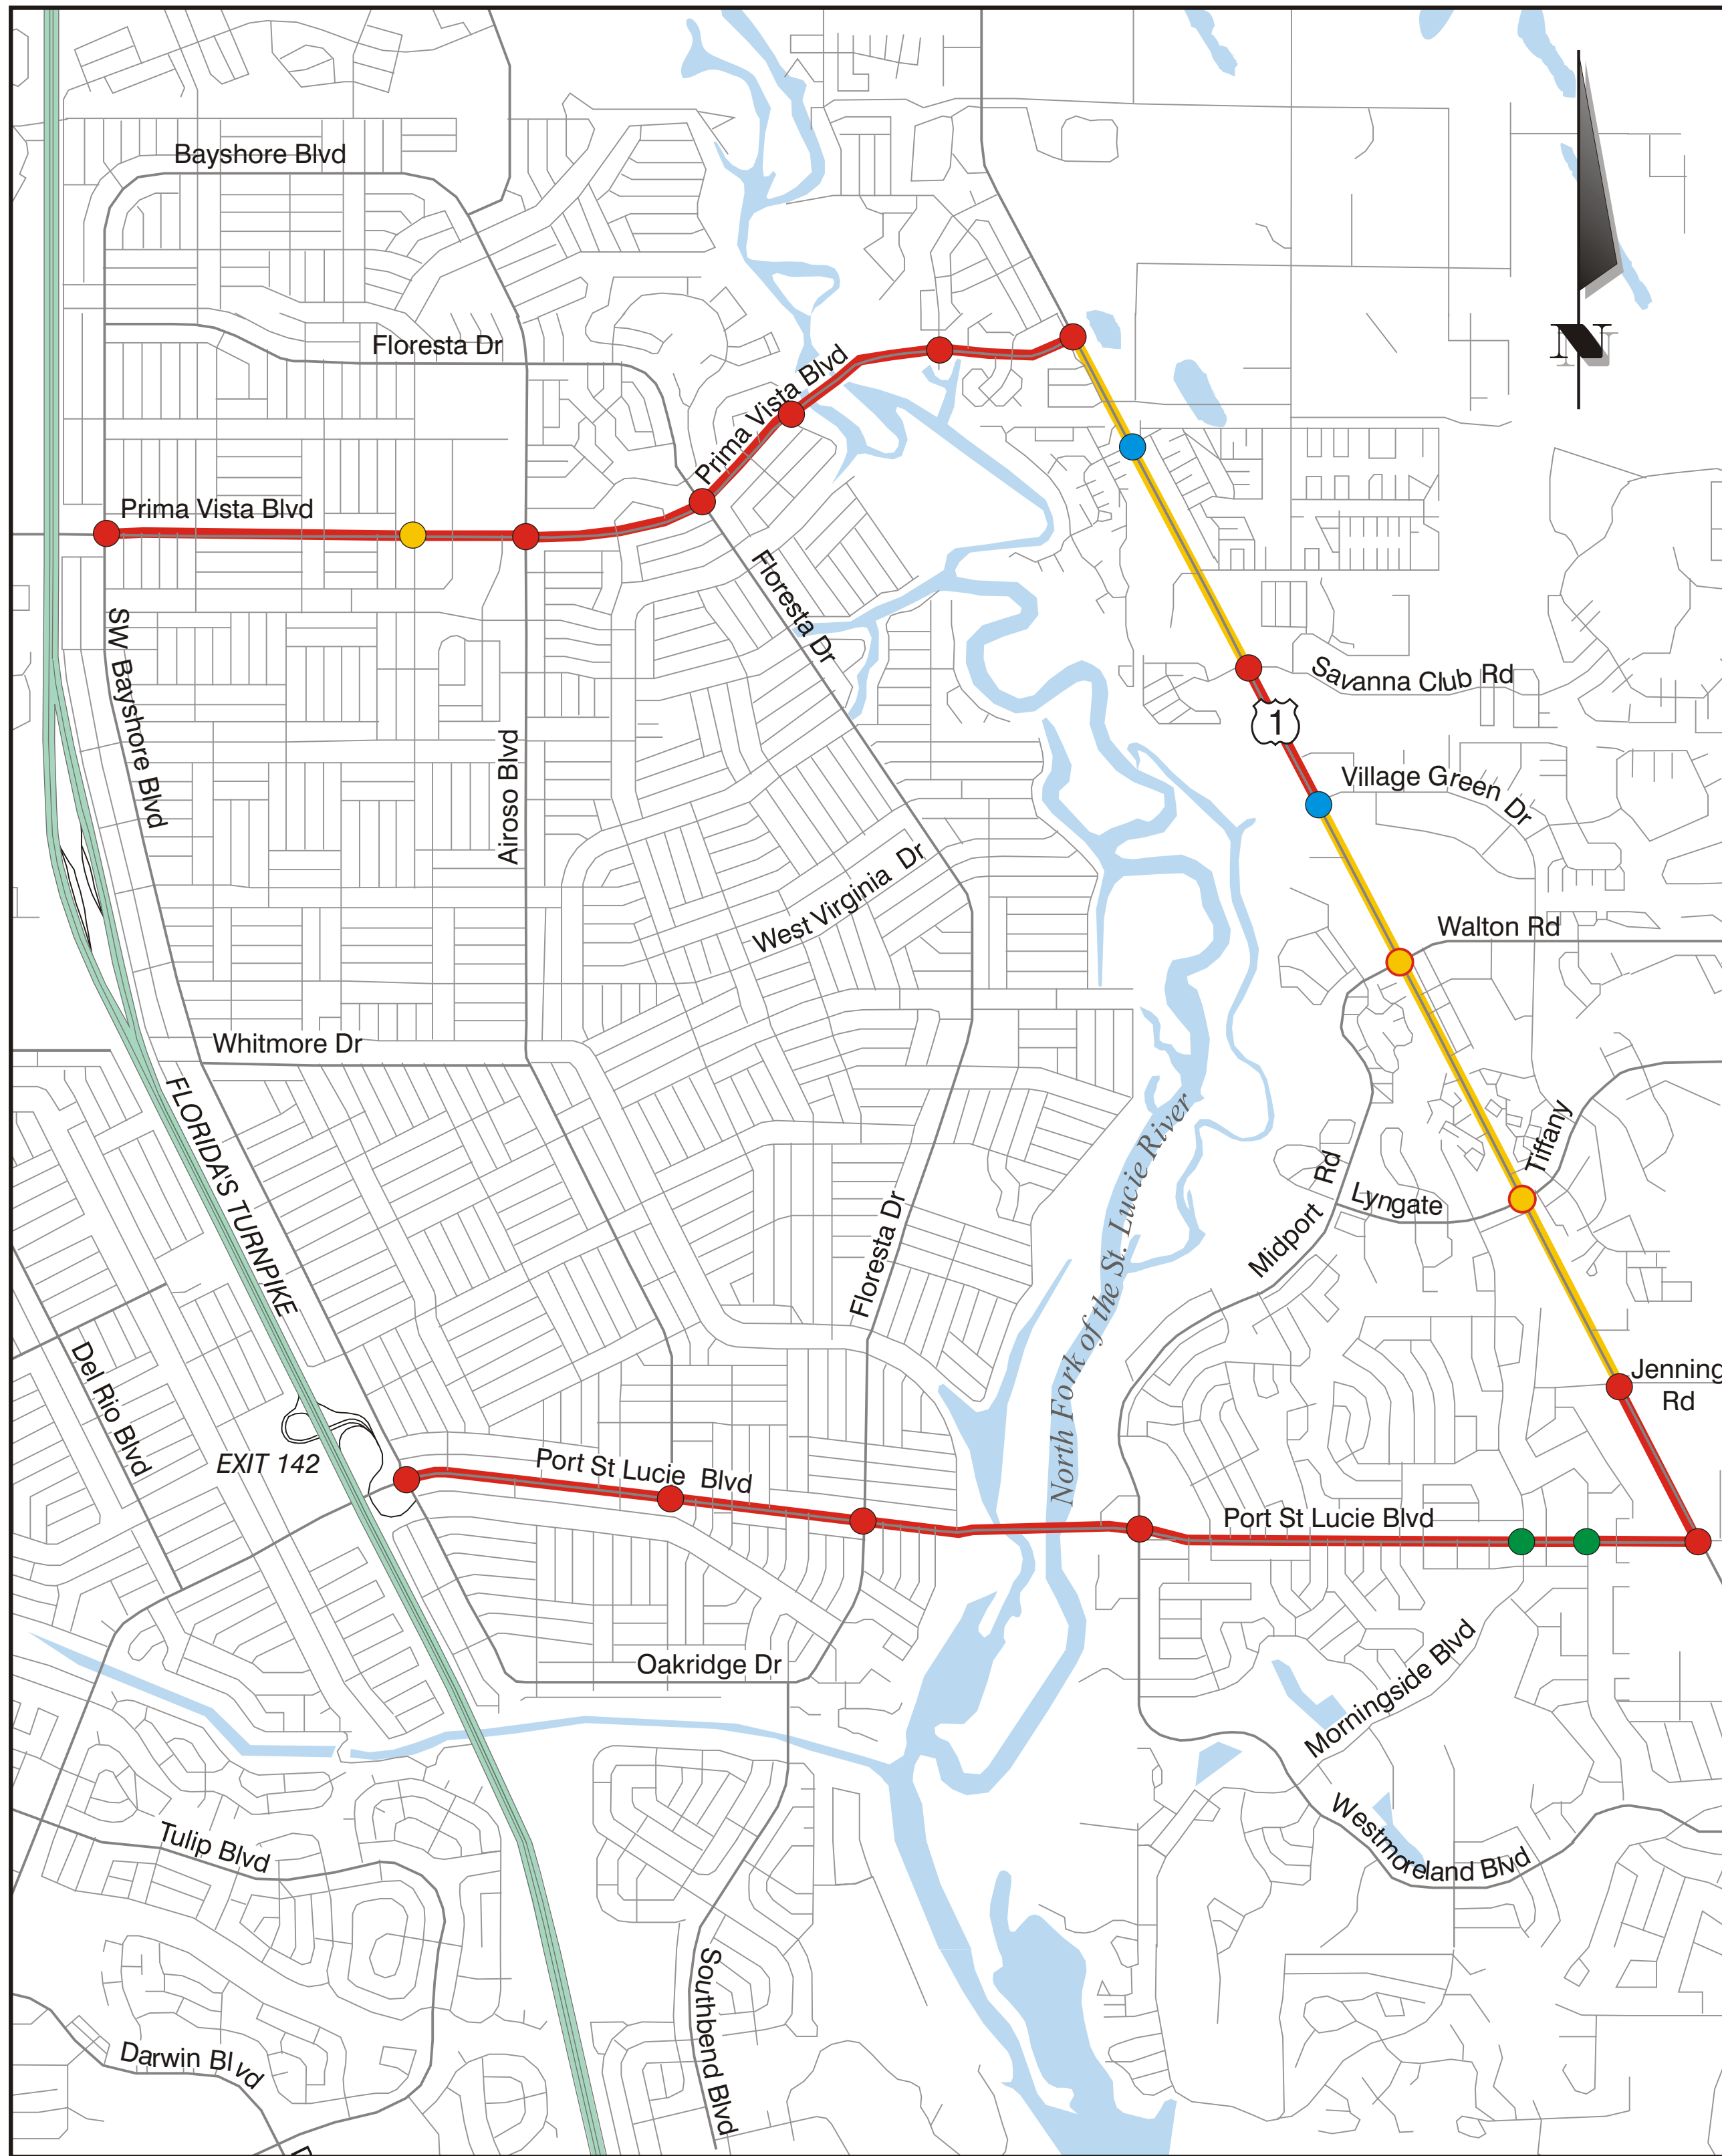 Bayshore Blvd
Floresta Dr
Prima Vista Blvd
N
Prima Vista Blvd
Floresta Dr
SW Bayshore Blvd
Savanna Club Rd
1
Village Green Dr
Airoso Blvd
West Virginia Dr
Walton Rd
Whitmore Dr
FLORIDA'S TURNPIKE
Tiffany
Midport Rd
Lyngate
North Fork of the St. Lucie River
Floresta Dr
Del Rio Blvd
Jenning
Rd
EXIT 142
Port St Lucie Blvd
Port St Lucie Blvd
Oakridge Dr
Morningside Blvd
Westmoreland Blvd
Tulip Blvd
Southbend Blvd
Darwin Blvd